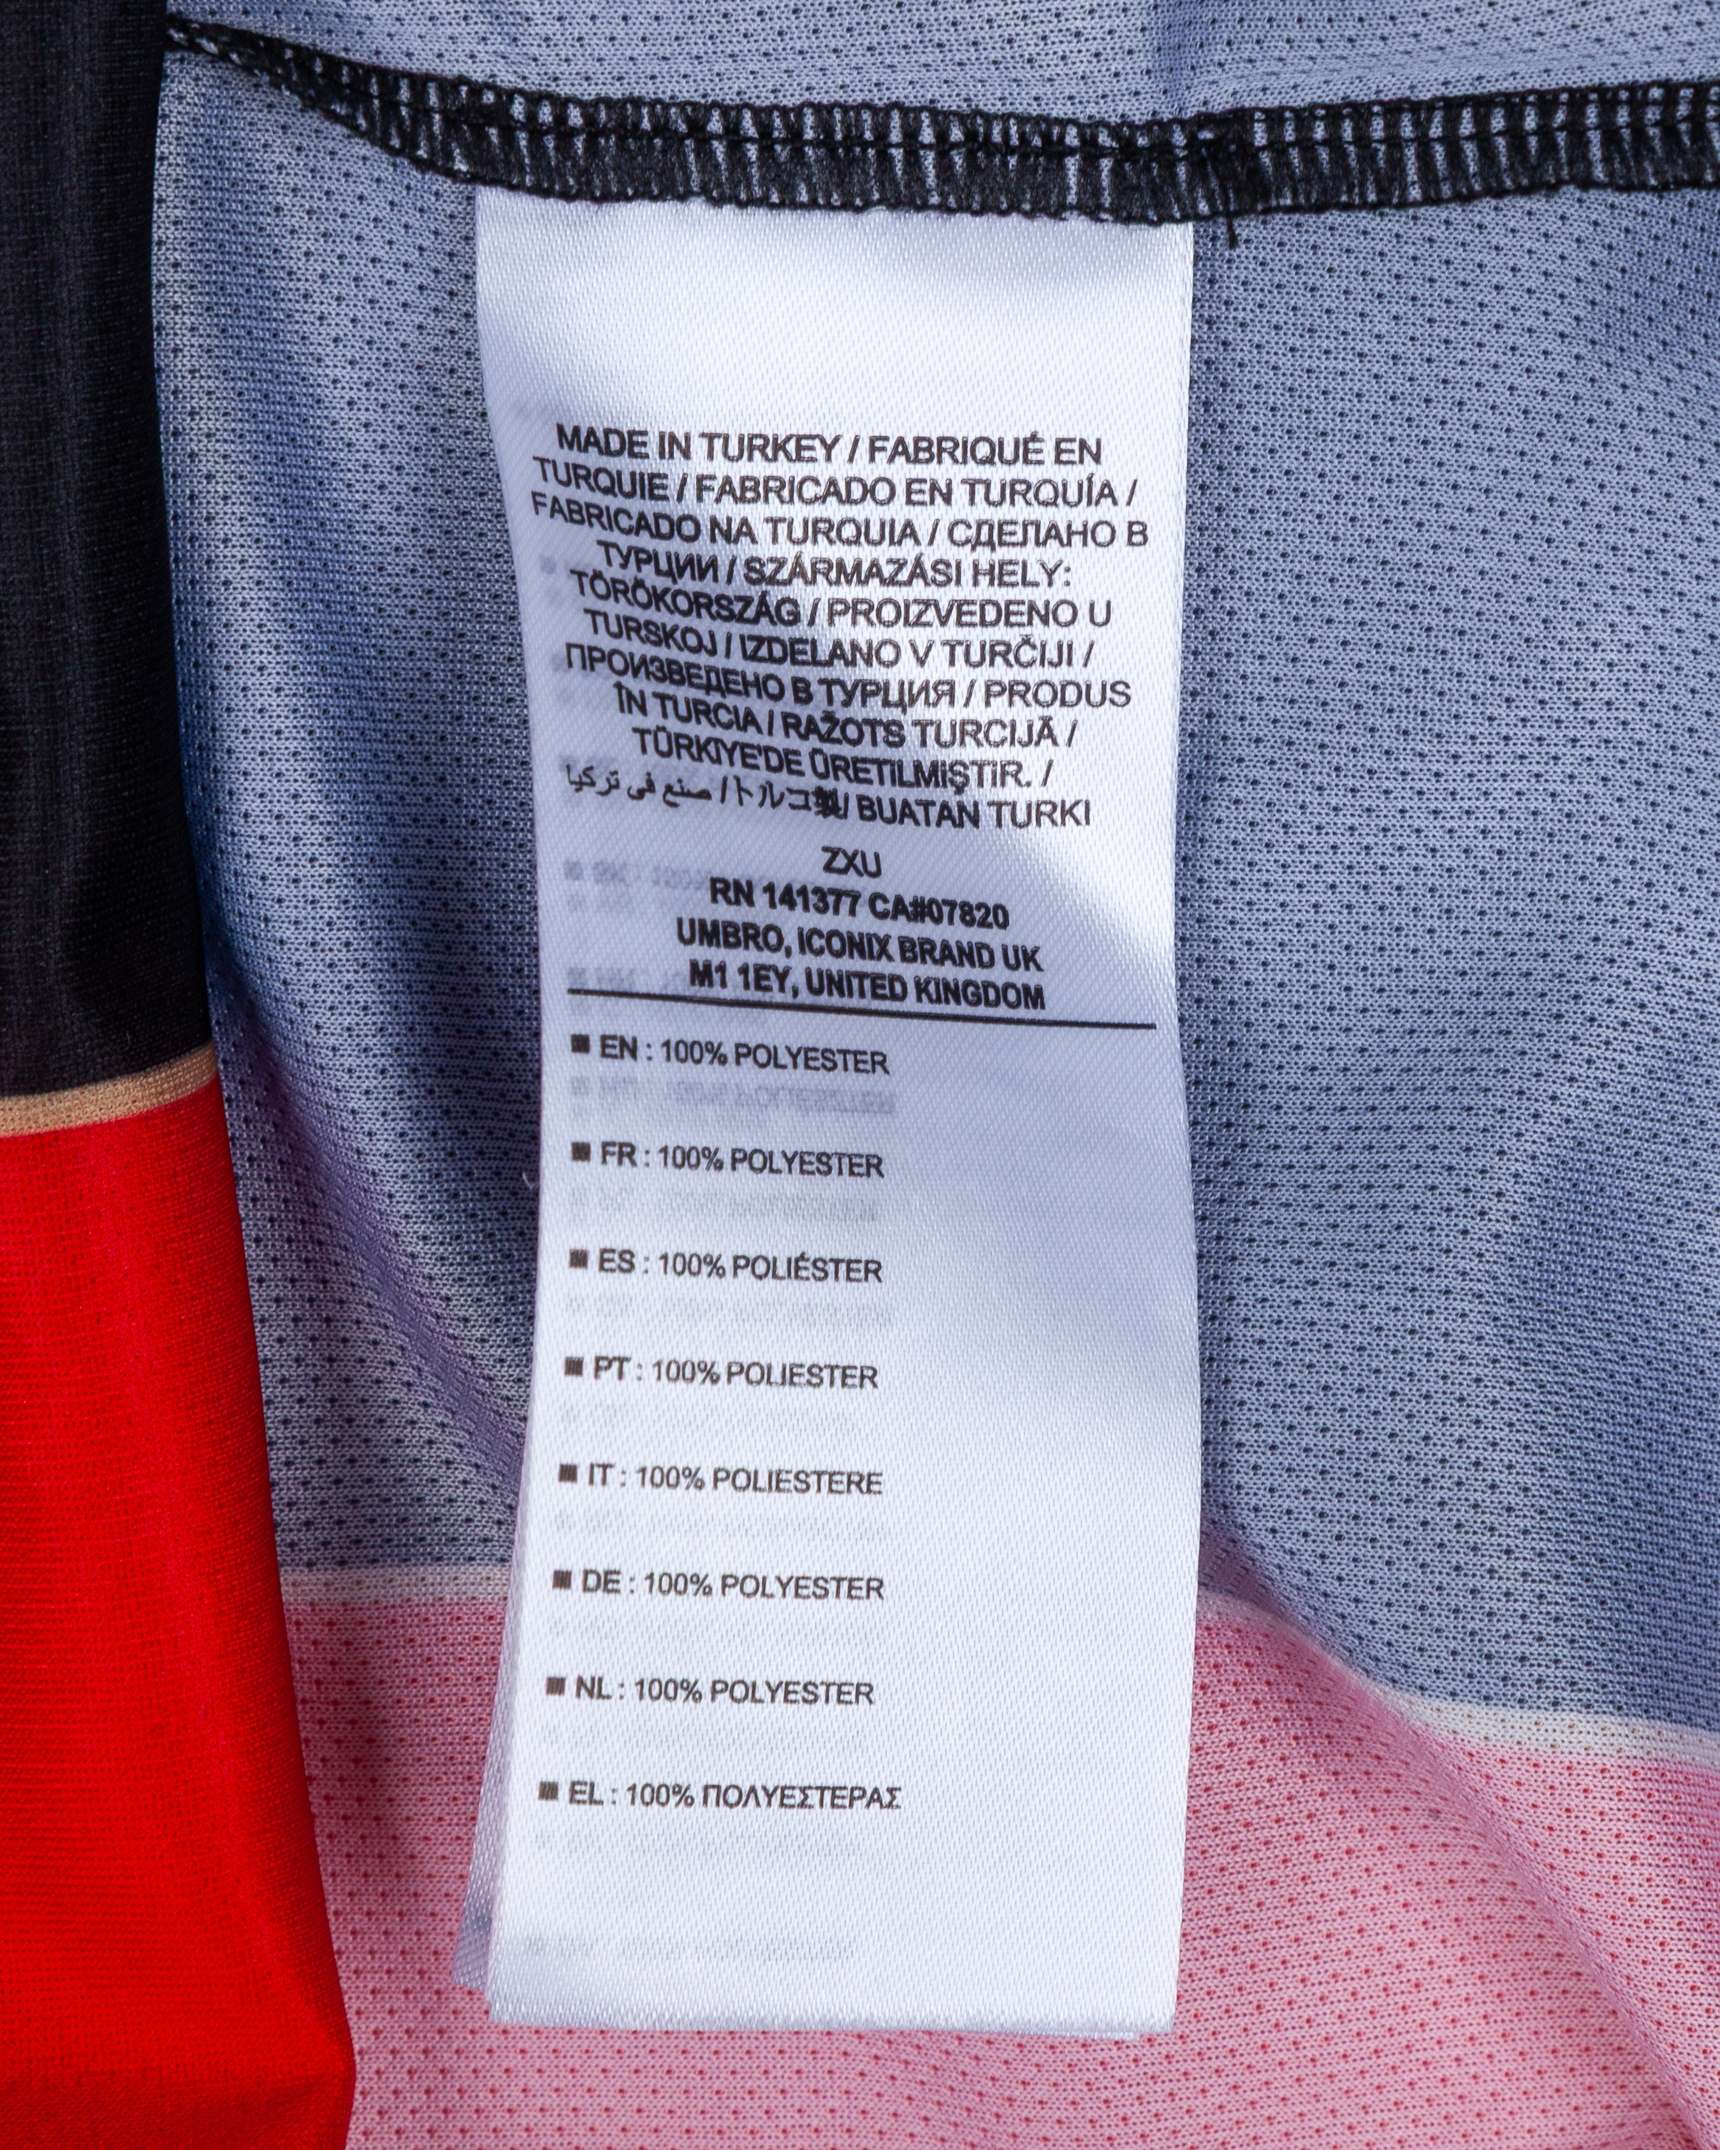 MADE IN TURKEY / FABRIQUÉ EN
TURQUIE / FABRICADO EN TURQUÍA /
FABRICADO NA TURQUIA / СДЕЛАНО В
ТУРЦИИ / SZÁRMAZÁSI HELY:
TÖRÖKORSZÁG / PROIZVEDENO U
TURSKOJ / IZDELANO V TURČIJI /
ПРОИЗВЕДЕНО В ТУРЦИЯ / PRODUS
ÎN TURCIA / RAŽOTS TURCIJĀ /
TÜRKIYE'DE ÜRETILMIŞTIR. /
صنع في تركيا / トルコ製/ BUATAN TURKI
ZXU
RN 141377 CA#07820
UMBRO, ICONIX BRAND UK
M1 1EY, UNITED KINGDOM
■ EN : 100% POLYESTER
■ FR : 100% POLYESTER
■ ES : 100% POLIÉSTER
■ PT : 100% POLIESTER
■ IT : 100% POLIESTERE
■ DE : 100% POLYESTER
■ NL : 100% POLYESTER
■ EL : 100% ΠΟΛΥΕΣΤΕΡΑΣ